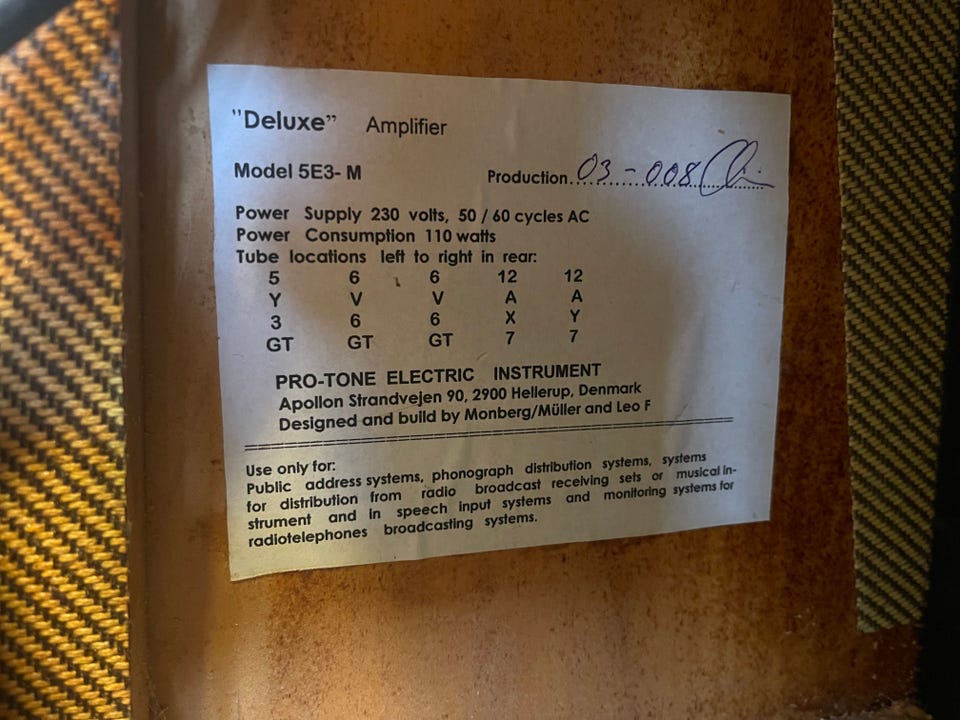 "Deluxe" Amplifier
Model 5E3- M Production..03 - 008
Power Supply 230 volts, 50 / 60 cycles AC
Power Consumption 110 watts
Tube locations left to right in rear:
5 6 6 12 12
Y V V A A
3 6 6 X Y
GT GT GT 7 7
PRO-TONE ELECTRIC INSTRUMENT
Apollon Strandvejen 90, 2900 Hellerup, Denmark
Designed and build by Monberg/Müller and Leo F
Use only for:
Public address systems, phonograph distribution systems, systems
for distribution from radio broadcast receiving sets or musical in-
strument and in speech input systems and monitoring systems for
radiotelephones broadcasting systems.